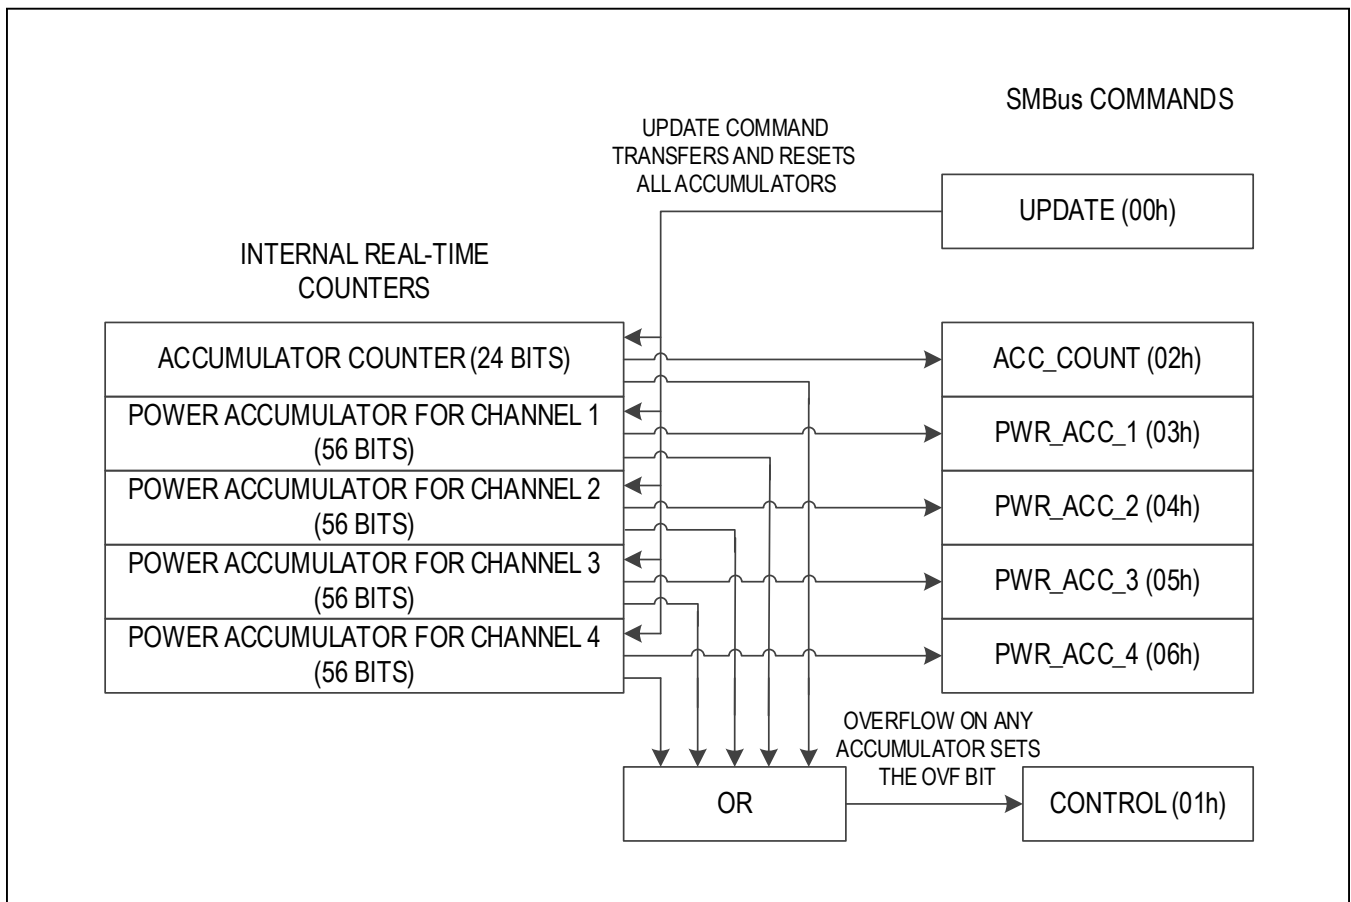 SMBus COMMANDS
UPDATE COMMAND
TRANSFERS AND RESETS
ALL ACCUMULATORS
UPDATE (00h)
INTERNAL REAL-TIME
COUNTERS
ACCUMULATOR COUNTER (24 BITS)
ACC_COUNT (02h)
POWER ACCUMULATOR FOR CHANNEL 1
(56 BITS)
PWR_ACC_1 (03h)
POWER ACCUMULATOR FOR CHANNEL 2
(56 BITS)
PWR_ACC_2 (04h)
POWER ACCUMULATOR FOR CHANNEL 3
(56 BITS)
PWR_ACC_3 (05h)
POWER ACCUMULATOR FOR CHANNEL 4
(56 BITS)
PWR_ACC_4 (06h)
OVERFLOW ON ANY
ACCUMULATOR SETS
THE OVF BIT
OR
CONTROL (01h)